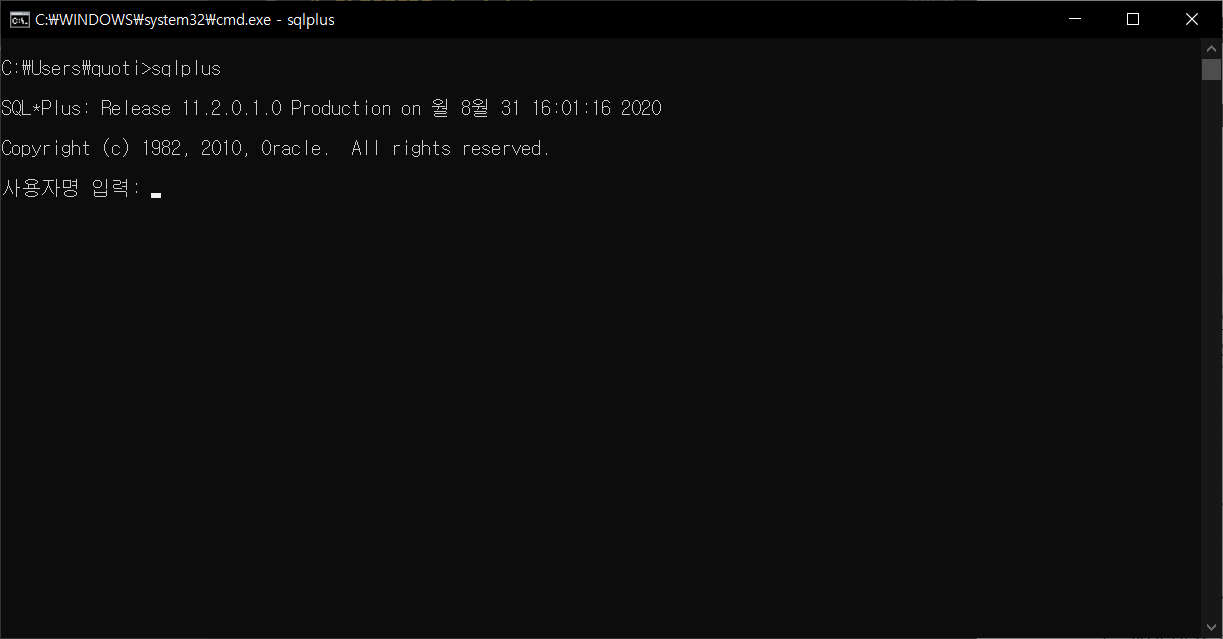 C:₩WINDOWS₩system32₩cmd.exe - sqlplus
C:₩Users₩quoti>sqlplus
SQL*Plus: Release 11.2.0.1.0 Production on 월 8월 31 16:01:16 2020
Copyright (c) 1982, 2010, Oracle.  All rights reserved.
사용자명 입력: